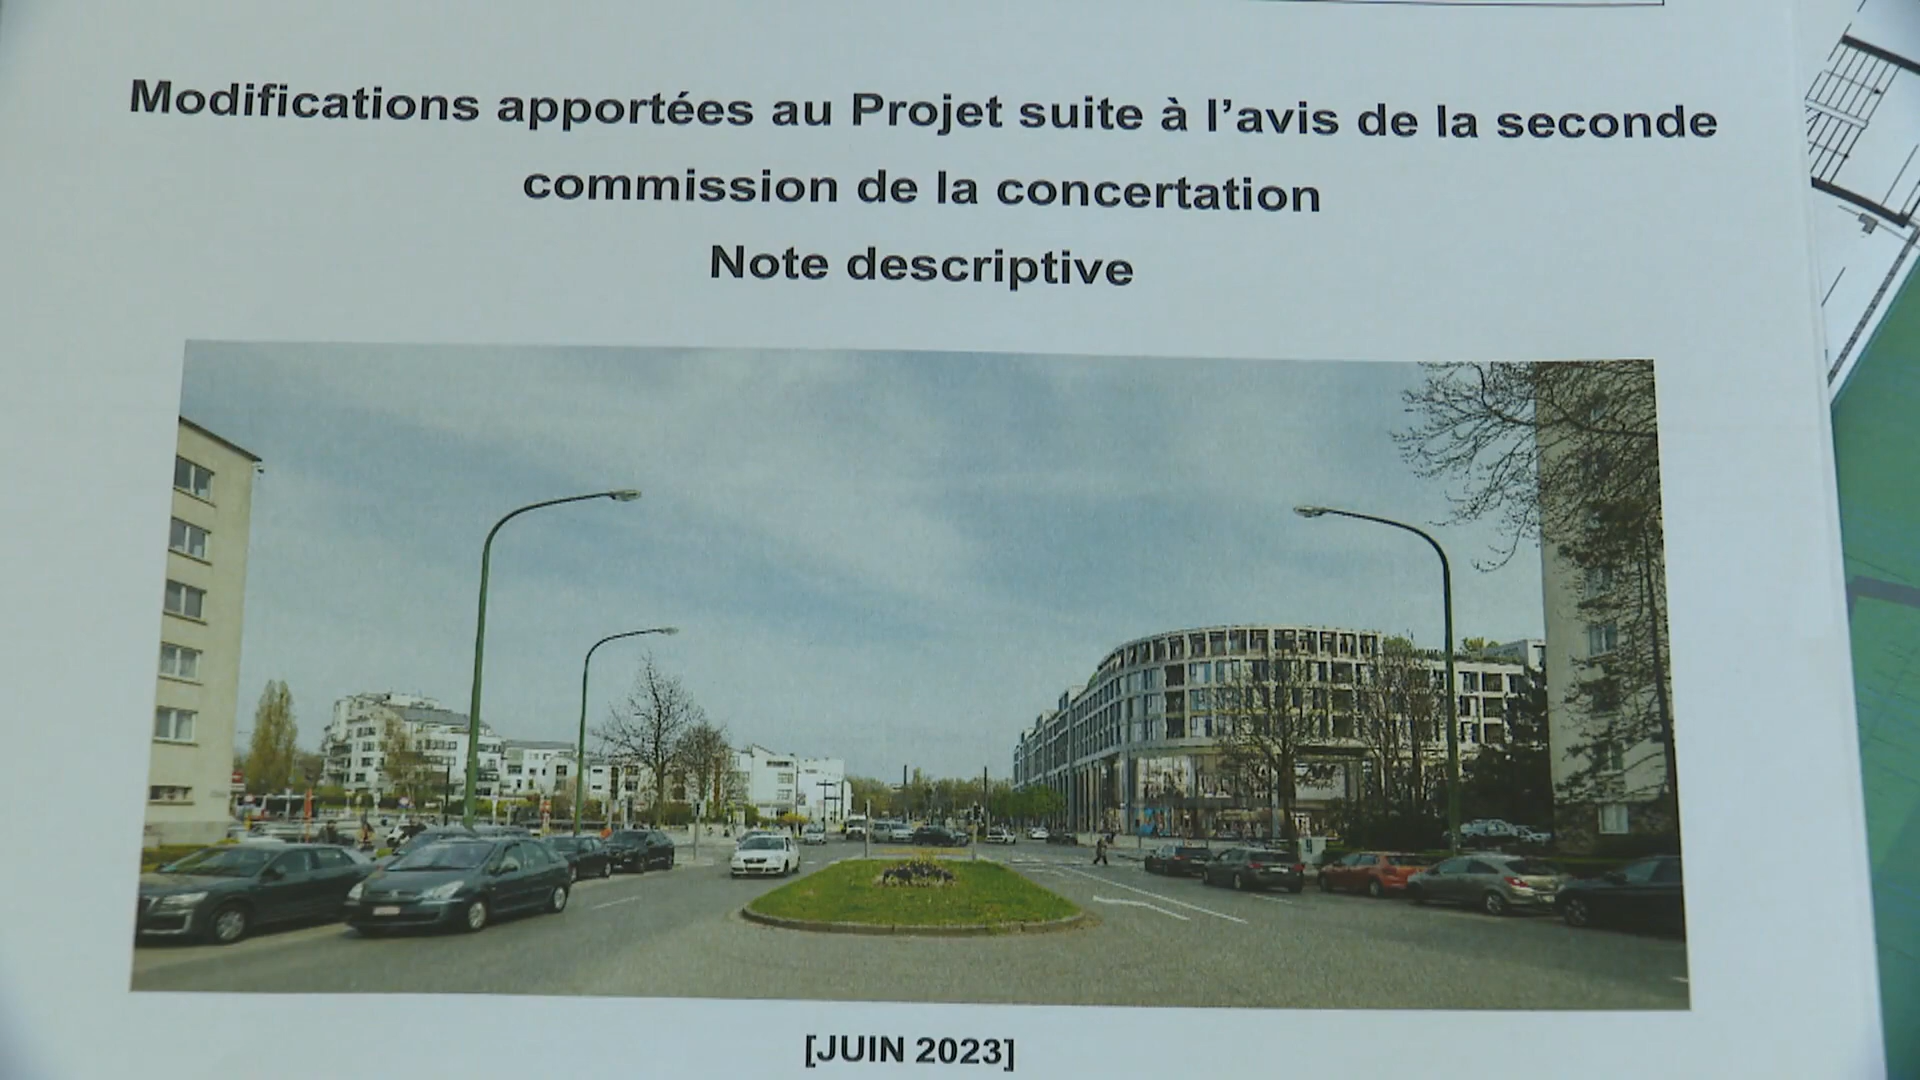 Modifications apportées au Projet suite à l’avis de la seconde
commission de la concertation
Note descriptive
[JUIN 2023]